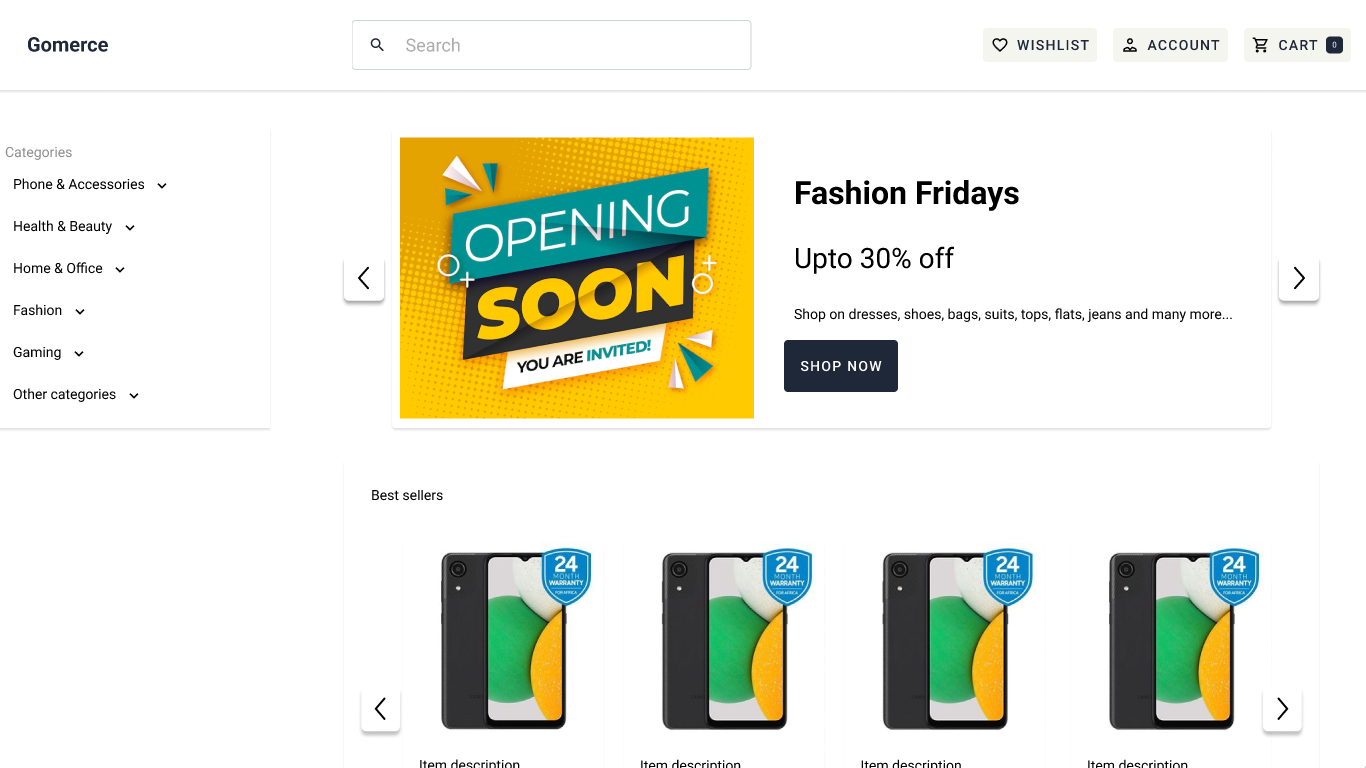 Gomerce
Search
WISHLIST
ACCOUNT
CART 0
Categories
Phone & Accessories
Health & Beauty
Home & Office
Fashion
Gaming
Other categories
OPENING
SOON
YOU ARE INVITED!
Fashion Fridays
Upto 30% off
Shop on dresses, shoes, bags, suits, tops, flats, jeans and many more...
SHOP NOW
Best sellers
24
MONTH
WARRANTY
FOR AFRICA
24
MONTH
WARRANTY
FOR AFRICA
24
MONTH
WARRANTY
FOR AFRICA
24
MONTH
WARRANTY
FOR AFRICA
Item description
Item description
Item description
Item description